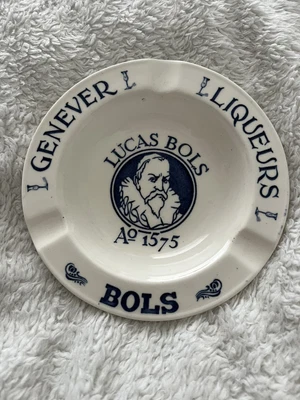 GENEVER
LIQUEURS
LUCAS BOLS
Aº 1575
BOLS